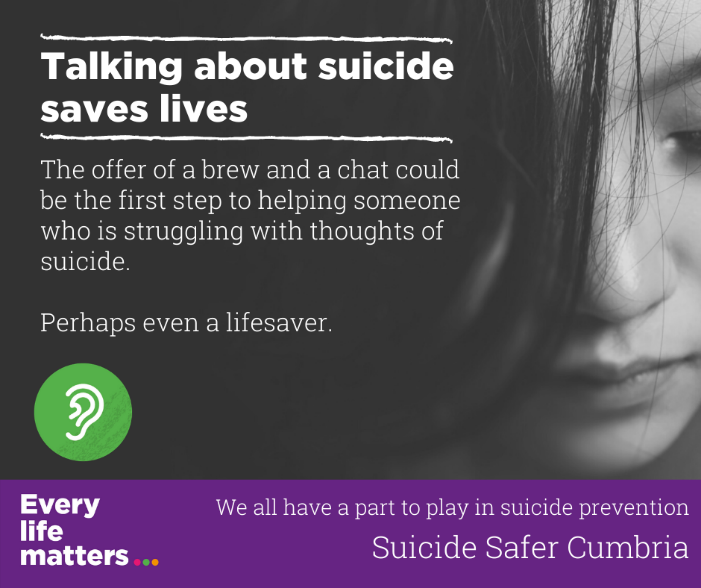 Talking about suicide
saves lives
The offer of a brew and a chat could
be the first step to helping someone
who is struggling with thoughts of
suicide.
Perhaps even a lifesaver.
Every
life
matters...
We all have a part to play in suicide prevention
Suicide Safer Cumbria